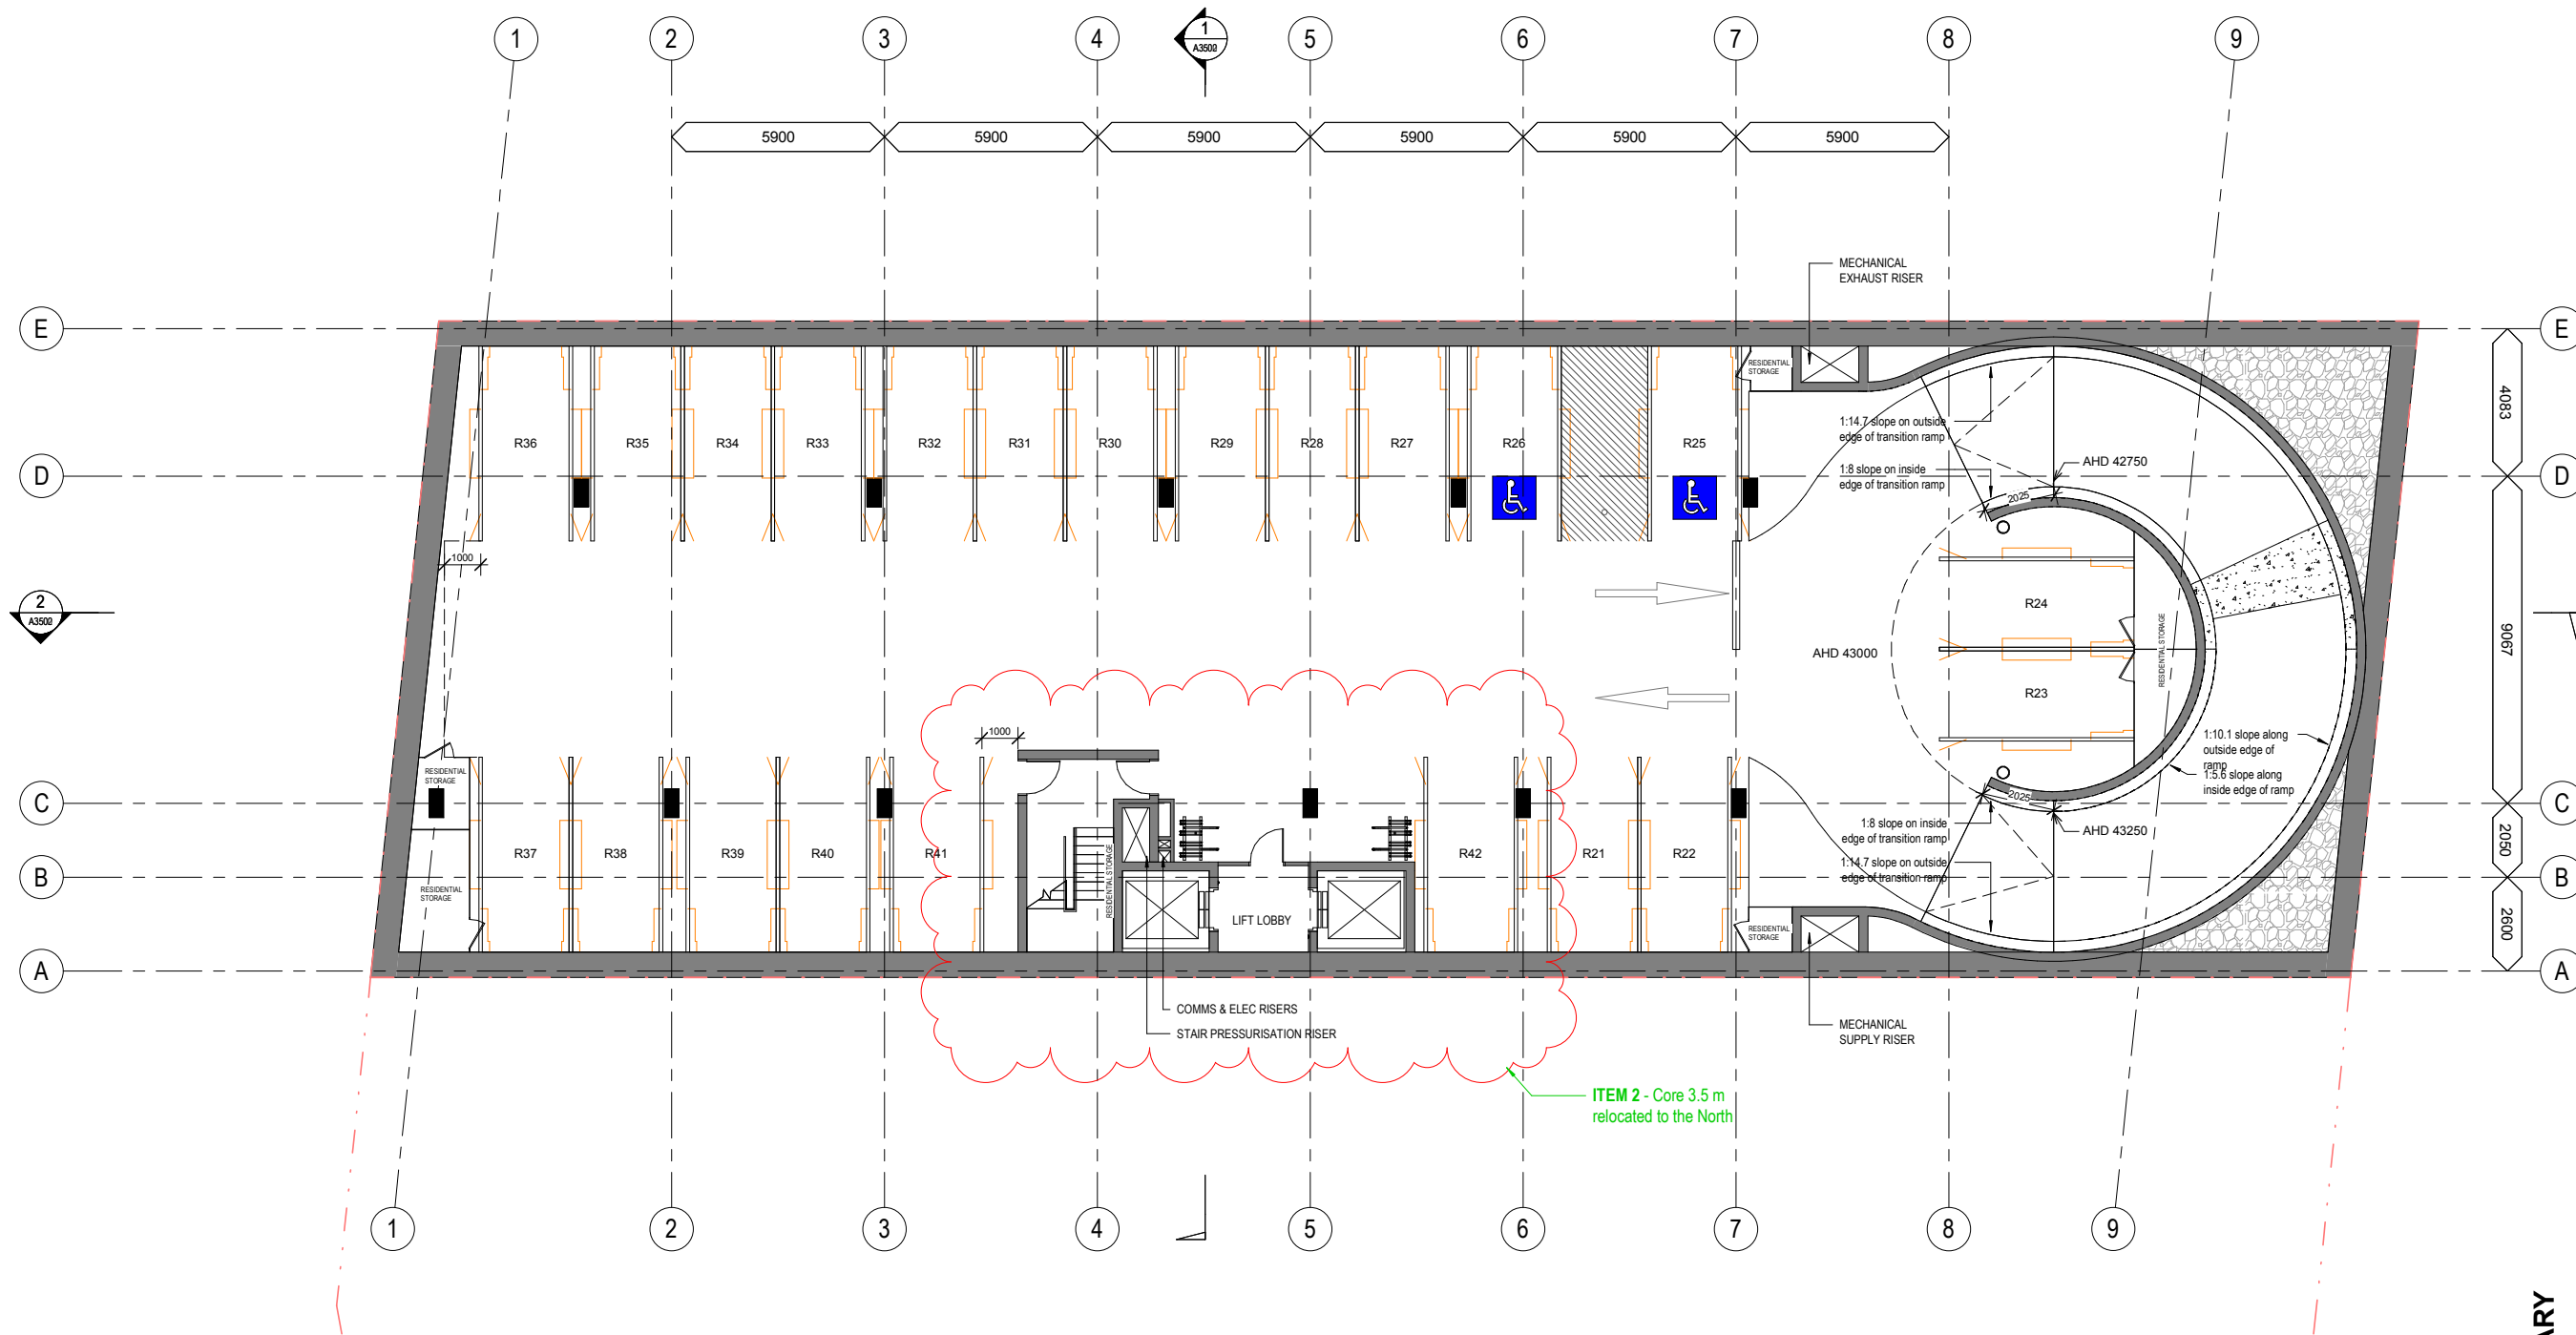 1
2
3
4
1
A3502
5
6
7
8
9
5900
5900
5900
5900
5900
5900
MECHANICAL
EXHAUST RISER
E
E
RESIDENTIAL
STORAGE
4083
1:14.7 slope on outside
edge of transition ramp
R36
R35
R34
R33
R32
R31
R30
R29
R28
R27
R26
R25
AHD 42750
1:8 slope on inside
edge of transition ramp
D
D
2025
1000
2
A3502
R24
9067
RESIDENTIAL STORAGE
AHD 43000
R23
1000
1:10.1 slope along
outside edge of
ramp
1:5.6 slope along
inside edge of ramp
RESIDENTIAL
STORAGE
C
C
2025
1:8 slope on inside
edge of transition ramp
AHD 43250
2050
R37
R38
R39
R40
R41
RESIDENTIAL STORAGE
R42
R21
R22
1:14.7 slope on outside
edge of transition ramp
B
B
RESIDENTIAL
STORAGE
LIFT LOBBY
RESIDENTIAL
STORAGE
2600
A
A
COMMS & ELEC RISERS
STAIR PRESSURISATION RISER
MECHANICAL
SUPPLY RISER
ITEM 2 - Core 3.5 m
relocated to the North
1
2
3
4
5
6
7
8
9
ARY